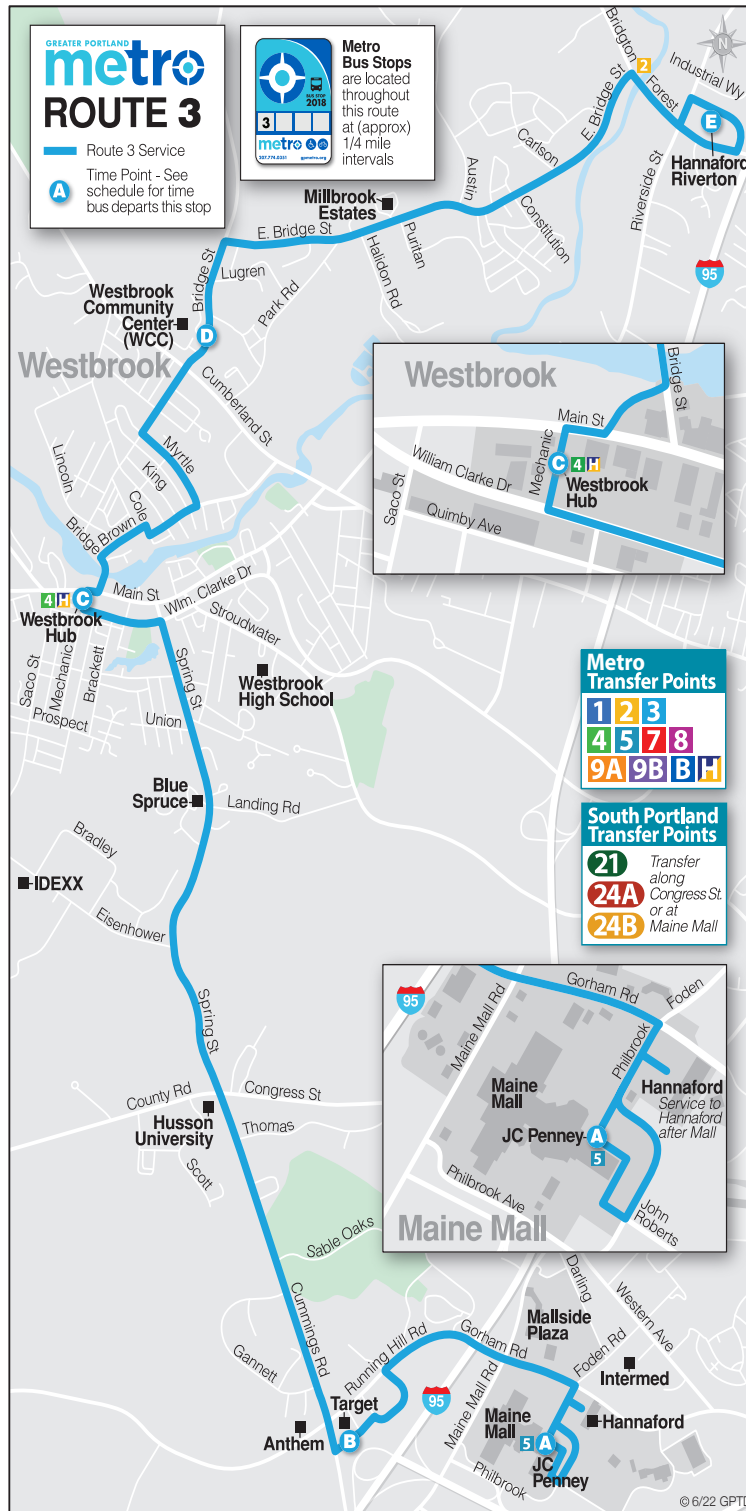 GREATER PORTLAND
metro
ROUTE 3
Route 3 Service
A
Time Point - See
schedule for time
bus departs this stop
BUS STOP
2018
3
metro
207.774.0351
gpmetro.org
Metro
Bus Stops
are located
throughout
this route
at (approx)
1/4 mile
intervals
N
Bridgton
2
Forest
Industrial Wy
E
Hannaford
Riverton
Riverside St
95
E. Bridge St
Carlson
Constitution
Austin
Millbrook
Estates
Puritan
Halidon Rd
E. Bridge St
Bridge St
Lugren
Park Rd
Westbrook
Community
Center
(WCC)
D
Westbrook
Cumberland St
Myrtle
King
Lincoln
Cole
Brown
Bridge
4 H C
Westbrook
Hub
Main St
Wlm. Clarke Dr
Stroudwater
Saco St
Mechanic
Brackett
Prospect
Spring St
Union
Westbrook
High School
Westbrook
Bridge St
Main St
Mechanic
C 4 H
Westbrook
Hub
William Clarke Dr
Saco St
Quimby Ave
Metro
Transfer Points
1 2 3
4 5 7 8
9A 9B B H
South Portland
Transfer Points
21
24A
24B
Transfer
along
Congress St.
or at
Maine Mall
Blue
Spruce
Landing Rd
Bradley
IDEXX
Eisenhower
Spring St
County Rd
Congress St
Husson
University
Thomas
Scott
Sable Oaks
Cummings Rd
95
Gorham Rd
Foden
Maine Mall Rd
Philbrook
Maine
Mall
Hannaford
Service to
Hannaford
after Mall
JC Penney
A
5
Philbrook Ave
John
Roberts
Maine Mall
Darling
Western Ave
Mallside
Plaza
Gorham Rd
Foden Rd
Running Hill Rd
Gannett
Target
Anthem
B
95
Maine Mall Rd
Intermed
Maine
Mall
Hannaford
5 A
JC
Penney
Philbrook
© 6/22 GPTD